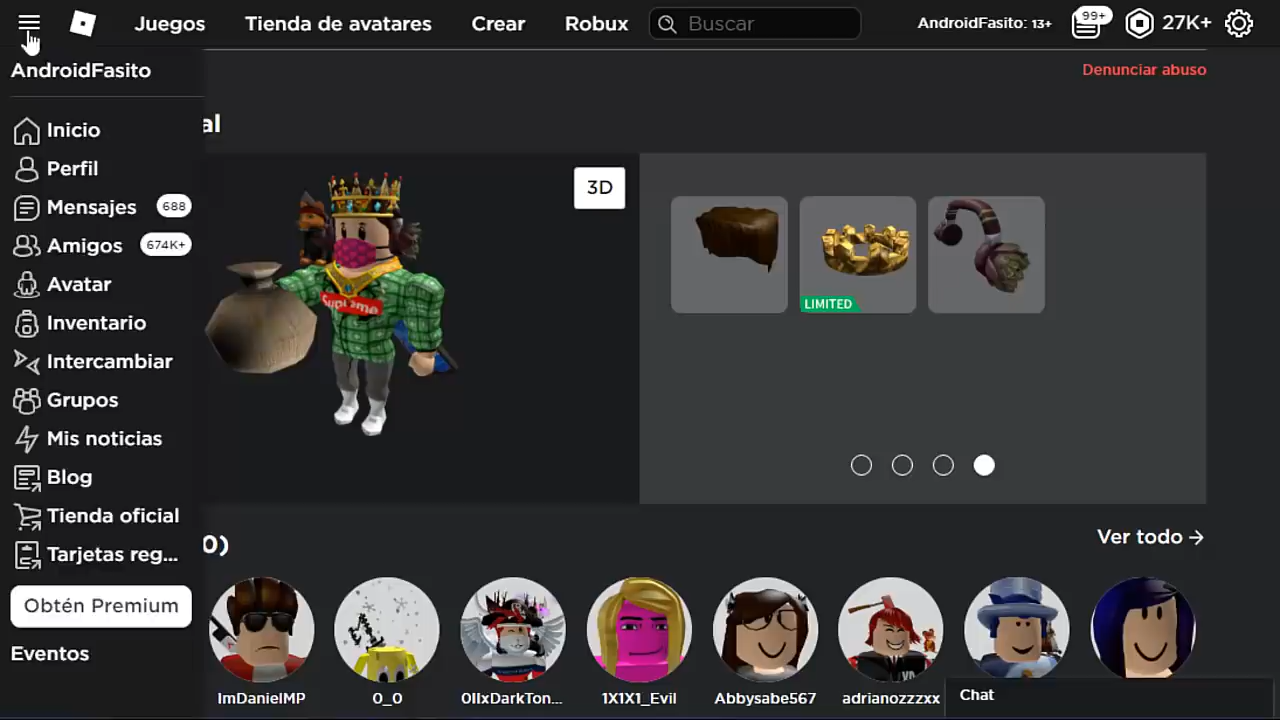 Juegos Tienda de avatares Crear Robux Buscar AndroidFasito: 13+ 99+ 27K+
AndroidFasito
Denunciar abuso
al
Inicio
Perfil
3D
Mensajes 688
Amigos 674K+
Avatar
LIMITED
Supreme
Inventario
Intercambiar
Grupos
Mis noticias
Blog
Tienda oficial
0) Ver todo
Tarjetas reg...
Obtén Premium
Eventos
ImDanielMP 0_0 OIIxDarkTon... 1X1X1_Evil Abbysabe567 adrianozzzxx
Chat